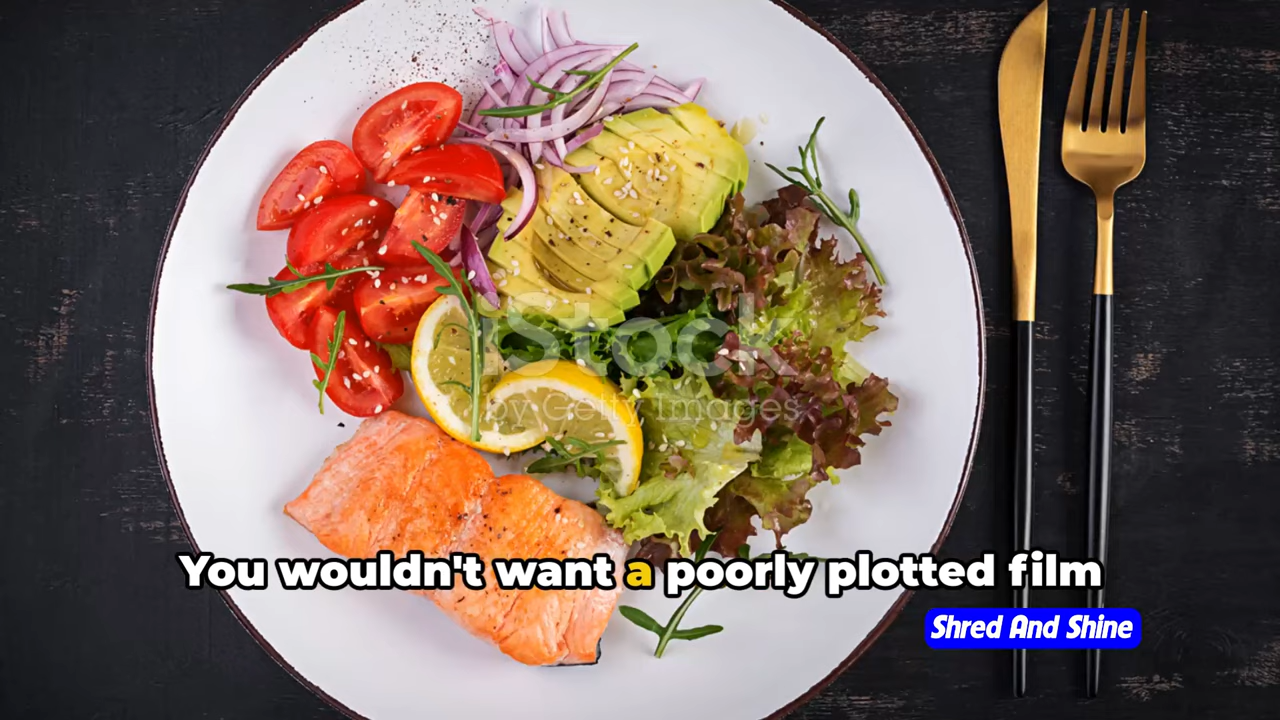 iStock
by Getty Images
You wouldn't want a poorly plotted film
Shred And Shine